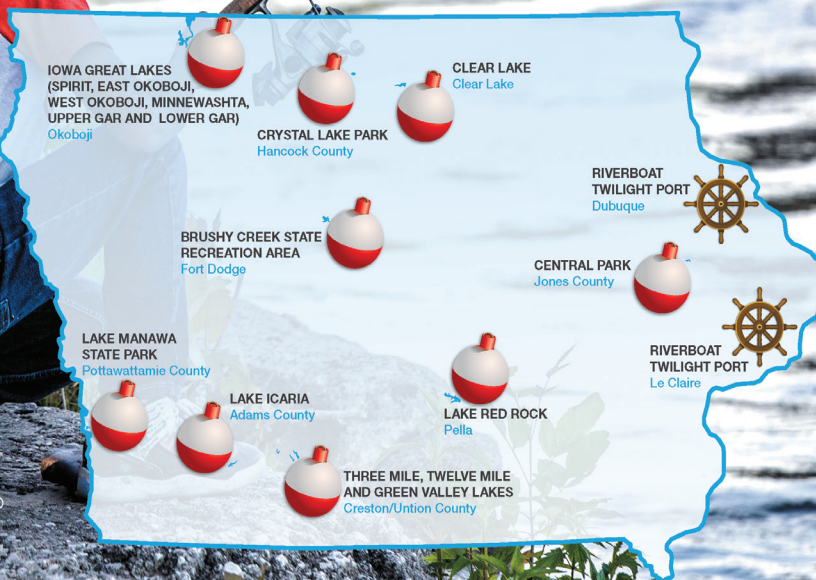 IOWA GREAT LAKES
(SPIRIT, EAST OKOBOJI,
WEST OKOBOJI, MINNEWASHTA,
UPPER GAR AND LOWER GAR)
Okoboji
CRYSTAL LAKE PARK
Hancock County
CLEAR LAKE
Clear Lake
RIVERBOAT
TWILIGHT PORT
Dubuque
BRUSHY CREEK STATE
RECREATION AREA
Fort Dodge
CENTRAL PARK
Jones County
RIVERBOAT
TWILIGHT PORT
Le Claire
LAKE MANAWA
STATE PARK
Pottawattamie County
LAKE ICARIA
Adams County
LAKE RED ROCK
Pella
THREE MILE, TWELVE MILE
AND GREEN VALLEY LAKES
Creston/Untion County